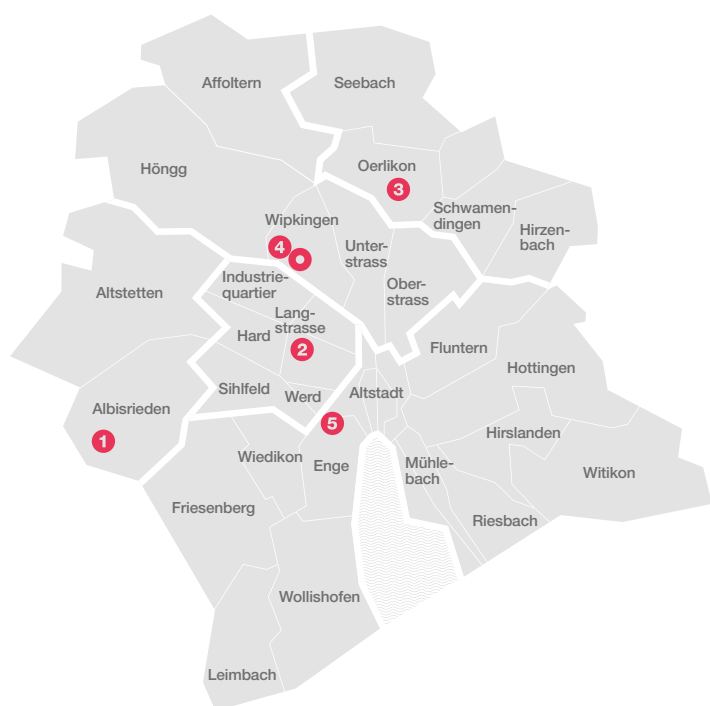 Affoltern
Seebach
Höngg
Oerlikon
3
Schwamen-
dingen
Hirzen-
bach
Wipkingen
4
Unter-
strass
Ober-
strass
Industrie-
quartier
Altstetten
Lang-
strasse
Hard
2
Fluntern
Hottingen
Sihlfeld
Werd
Altstadt
Albisrieden
1
5
Hirslanden
Wiedikon
Enge
Mühle-
bach
Witikon
Friesenberg
Riesbach
Wollishofen
Leimbach